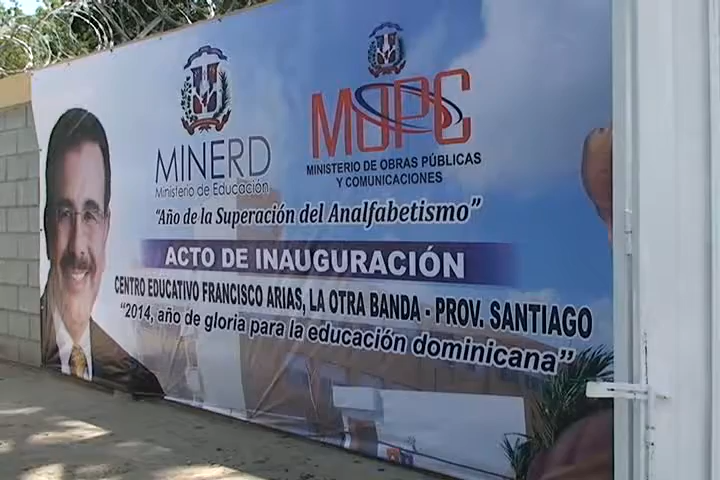 MINERD
Ministerio de Educación
MOPC
MINISTERIO DE OBRAS PÚBLICAS
Y COMUNICACIONES
"Año de la Superación del Analfabetismo"
ACTO DE INAUGURACIÓN
CENTRO EDUCATIVO FRANCISCO ARIAS, LA OTRA BANDA - PROV. SANTIAGO
"2014, año de gloria para la educación dominicana"